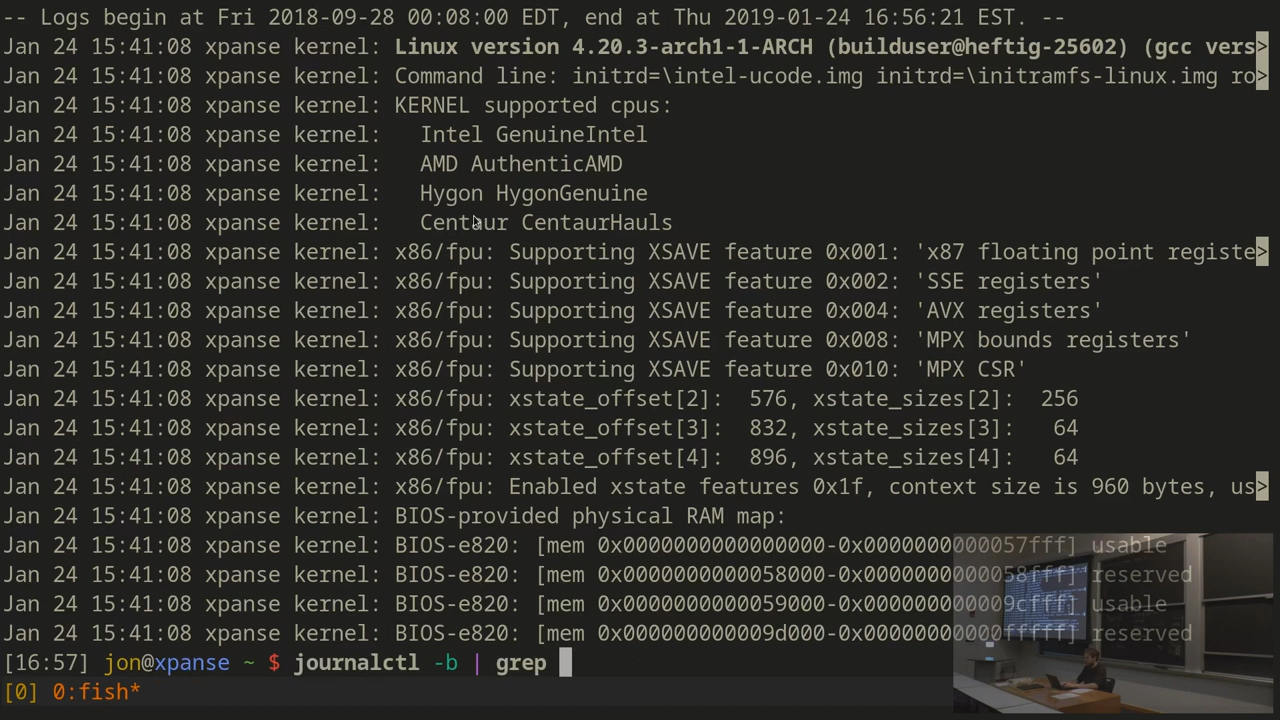 -- Logs begin at Fri 2018-09-28 00:08:00 EDT, end at Thu 2019-01-24 16:56:21 EST. --
Jan 24 15:41:08 xpanse kernel: Linux version 4.20.3-arch1-1-ARCH (builduser@heftig-25602) (gcc vers>
Jan 24 15:41:08 xpanse kernel: Command line: initrd=\intel-ucode.img initrd=\initramfs-linux.img ro>
Jan 24 15:41:08 xpanse kernel: KERNEL supported cpus:
Jan 24 15:41:08 xpanse kernel:   Intel GenuineIntel
Jan 24 15:41:08 xpanse kernel:   AMD AuthenticAMD
Jan 24 15:41:08 xpanse kernel:   Hygon HygonGenuine
Jan 24 15:41:08 xpanse kernel:   Centaur CentaurHauls
Jan 24 15:41:08 xpanse kernel: x86/fpu: Supporting XSAVE feature 0x001: 'x87 floating point registe>
Jan 24 15:41:08 xpanse kernel: x86/fpu: Supporting XSAVE feature 0x002: 'SSE registers'
Jan 24 15:41:08 xpanse kernel: x86/fpu: Supporting XSAVE feature 0x004: 'AVX registers'
Jan 24 15:41:08 xpanse kernel: x86/fpu: Supporting XSAVE feature 0x008: 'MPX bounds registers'
Jan 24 15:41:08 xpanse kernel: x86/fpu: Supporting XSAVE feature 0x010: 'MPX CSR'
Jan 24 15:41:08 xpanse kernel: x86/fpu: xstate_offset[2]:  576, xstate_sizes[2]:  256
Jan 24 15:41:08 xpanse kernel: x86/fpu: xstate_offset[3]:  832, xstate_sizes[3]:   64
Jan 24 15:41:08 xpanse kernel: x86/fpu: xstate_offset[4]:  896, xstate_sizes[4]:   64
Jan 24 15:41:08 xpanse kernel: x86/fpu: Enabled xstate features 0x1f, context size is 960 bytes, us>
Jan 24 15:41:08 xpanse kernel: BIOS-provided physical RAM map:
Jan 24 15:41:08 xpanse kernel: BIOS-e820: [mem 0x0000000000000000-0x0000000000057fff] usable
Jan 24 15:41:08 xpanse kernel: BIOS-e820: [mem 0x0000000000058000-0x0000000000058fff] reserved
Jan 24 15:41:08 xpanse kernel: BIOS-e820: [mem 0x0000000000059000-0x000000000009cfff] usable
Jan 24 15:41:08 xpanse kernel: BIOS-e820: [mem 0x000000000009d000-0x00000000000fffff] reserved
[16:57] jon@xpanse ~ $ journalctl -b | grep
[0] 0:fish*